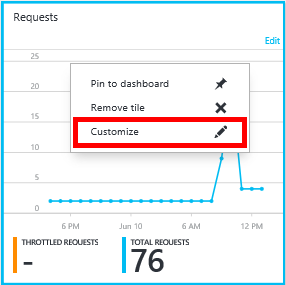 Requests
Edit
25
20
15
10
5
0
Pin to dashboard
Remove tile
Customize
6 PM Jun 10 6 AM 12 PM
THROTTLED REQUESTS TOTAL REQUESTS
- 76